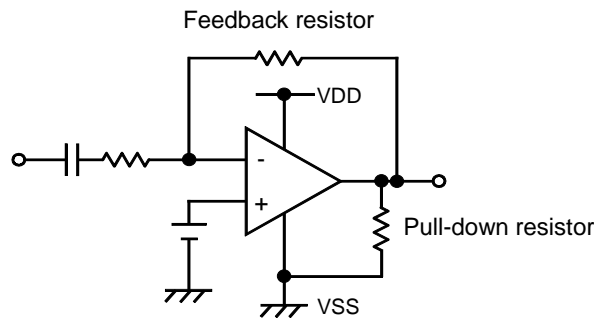 Feedback resistor
VDD
-
+
Pull-down resistor
VSS